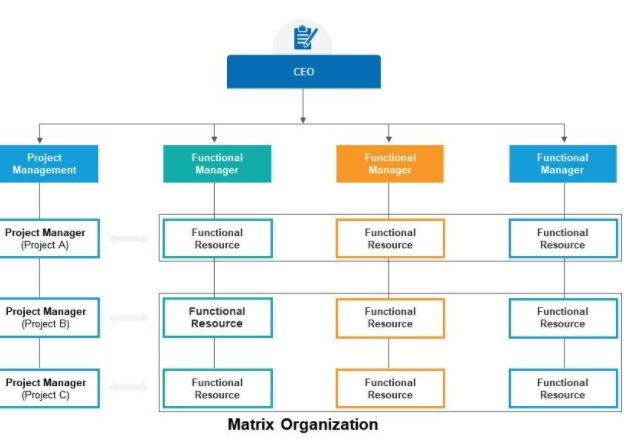 CEO
Project
Management
Functional
Manager
Functional
Manager
Functional
Manager
Project Manager
(Project A)
Functional
Resource
Functional
Resource
Functional
Resource
Project Manager
(Project B)
Functional
Resource
Functional
Resource
Functional
Resource
Project Manager
(Project C)
Functional
Resource
Functional
Resource
Functional
Resource
Matrix Organization